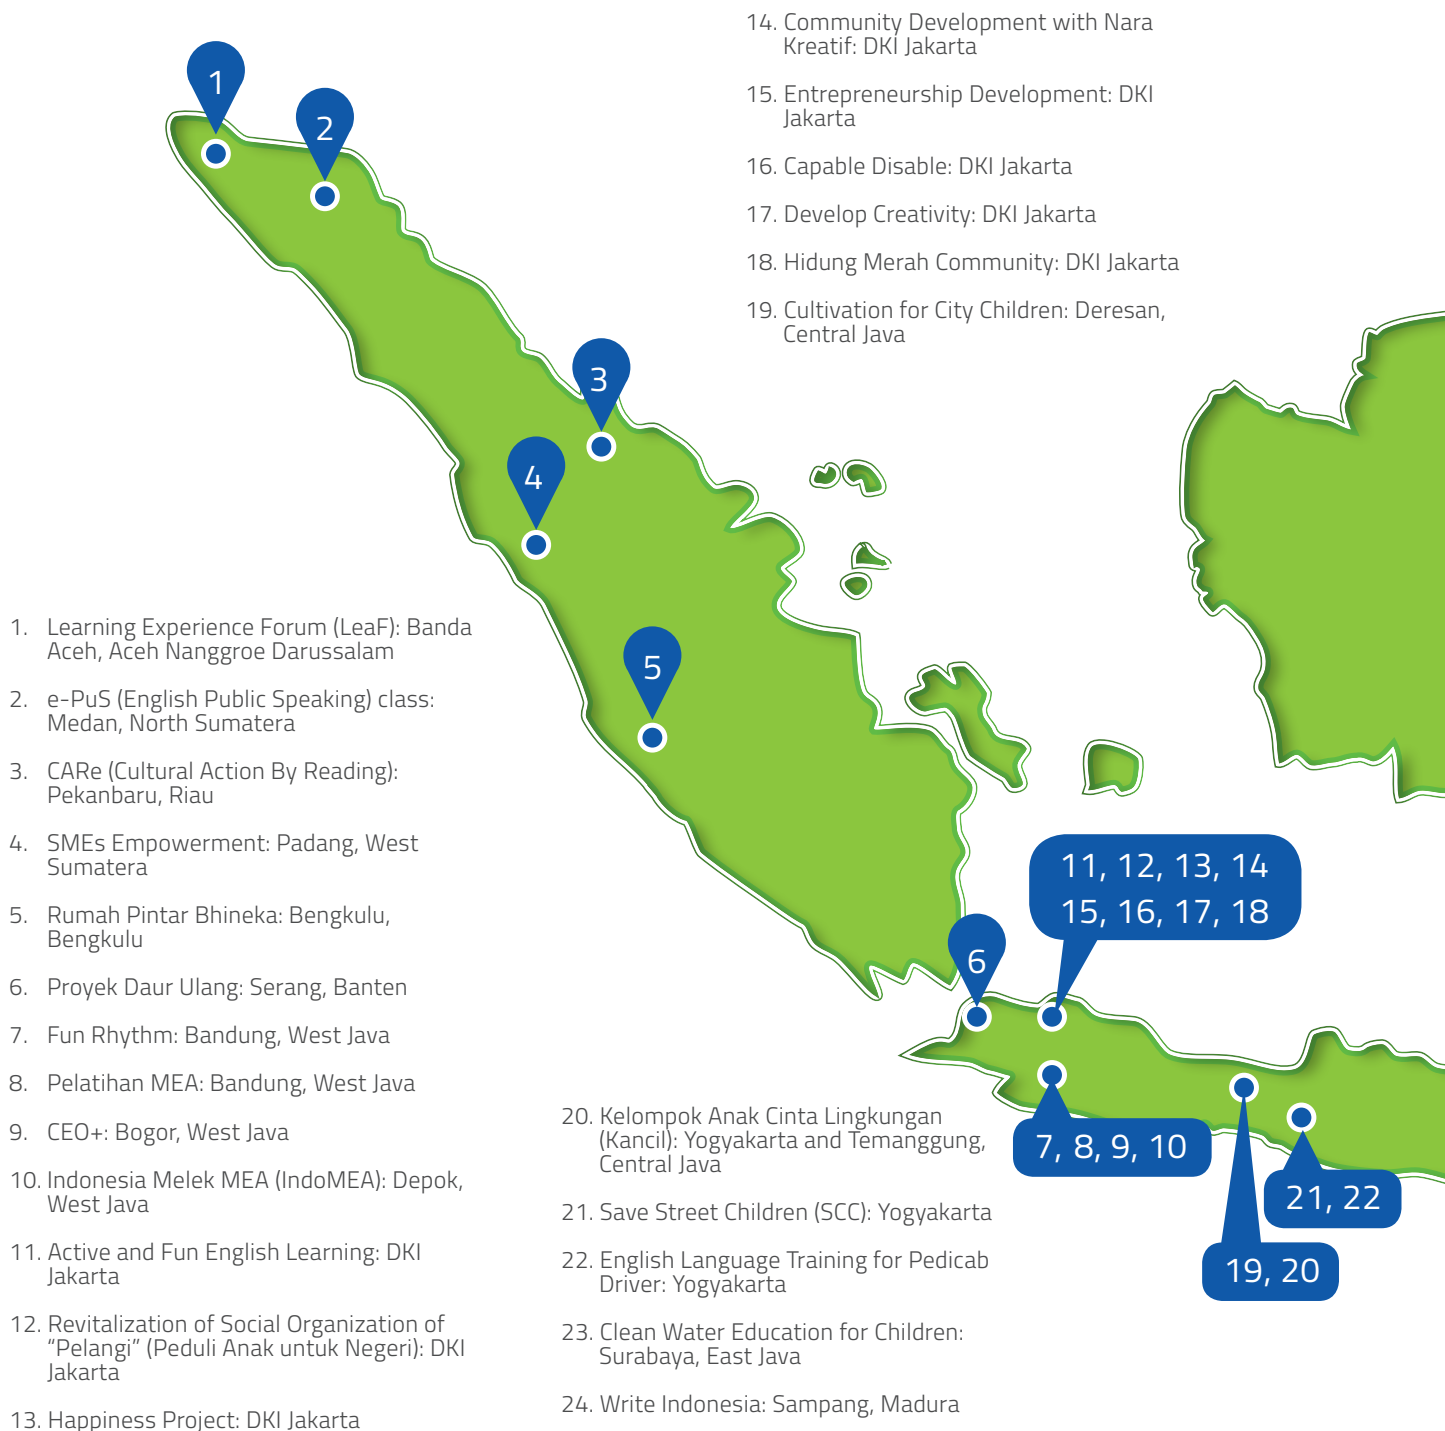 14. Community Development with Nara
Kreatif: DKI Jakarta
15. Entrepreneurship Development: DKI
Jakarta
16. Capable Disable: DKI Jakarta
17. Develop Creativity: DKI Jakarta
18. Hidung Merah Community: DKI Jakarta
19. Cultivation for City Children: Deresan,
Central Java
1
2
3
4
5
6
11, 12, 13, 14
15, 16, 17, 18
7, 8, 9, 10
21, 22
19, 20
1. Learning Experience Forum (LeaF): Banda
Aceh, Aceh Nanggroe Darussalam
2. e-PuS (English Public Speaking) class:
Medan, North Sumatera
3. CARe (Cultural Action By Reading):
Pekanbaru, Riau
4. SMEs Empowerment: Padang, West
Sumatera
5. Rumah Pintar Bhineka: Bengkulu,
Bengkulu
6. Proyek Daur Ulang: Serang, Banten
7. Fun Rhythm: Bandung, West Java
8. Pelatihan MEA: Bandung, West Java
9. CEO+: Bogor, West Java
10. Indonesia Melek MEA (IndoMEA): Depok,
West Java
11. Active and Fun English Learning: DKI
Jakarta
12. Revitalization of Social Organization of
“Pelangi” (Peduli Anak untuk Negeri): DKI
Jakarta
13. Happiness Project: DKI Jakarta
20. Kelompok Anak Cinta Lingkungan
(Kancil): Yogyakarta and Temanggung,
Central Java
21. Save Street Children (SCC): Yogyakarta
22. English Language Training for Pedicab
Driver: Yogyakarta
23. Clean Water Education for Children:
Surabaya, East Java
24. Write Indonesia: Sampang, Madura